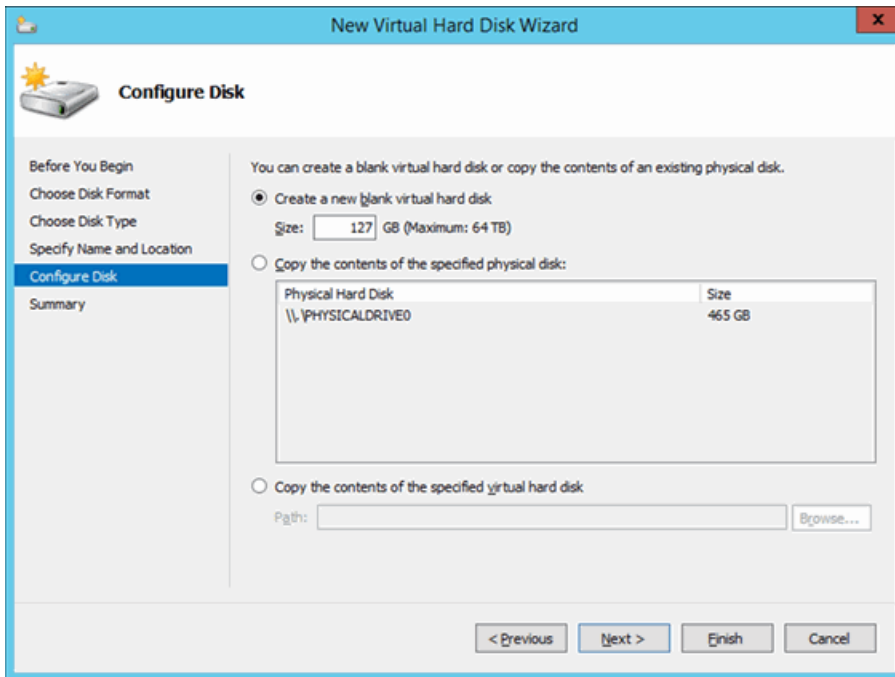 New Virtual Hard Disk Wizard
x
Configure Disk
Before You Begin
Choose Disk Format
Choose Disk Type
Specify Name and Location
Configure Disk
Summary
You can create a blank virtual hard disk or copy the contents of an existing physical disk.
Create a new blank virtual hard disk
Size: 127 GB (Maximum: 64 TB)
Copy the contents of the specified physical disk:
Physical Hard Disk Size
\\.\PHYSICALDRIVE0 465 GB
Copy the contents of the specified virtual hard disk
Path: Browse...
< Previous Next > Finish Cancel